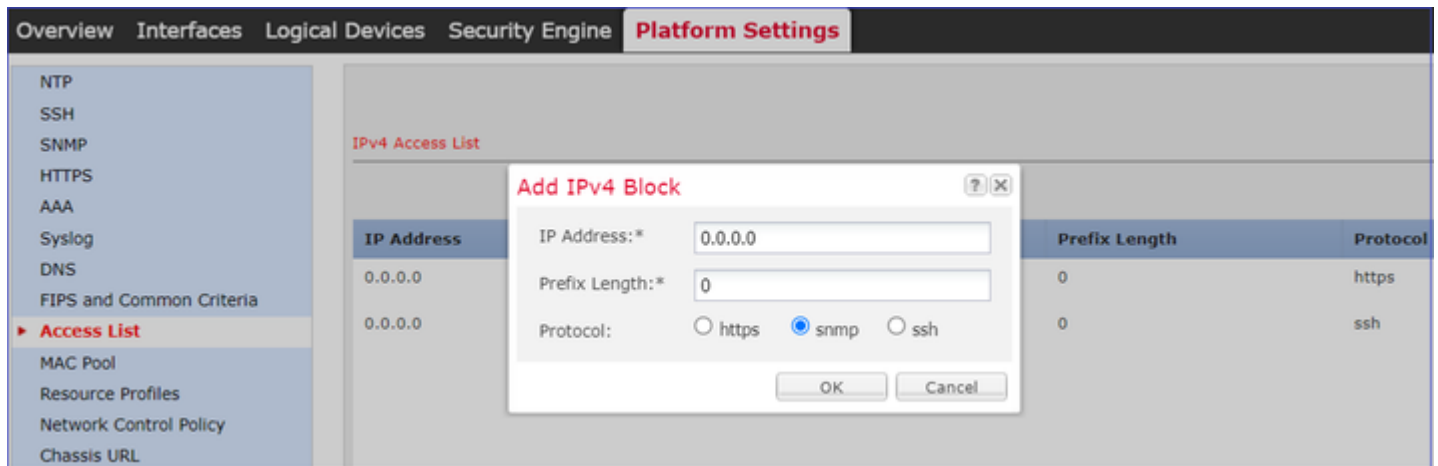 Overview Interfaces Logical Devices Security Engine Platform Settings
NTP
SSH
SNMP
HTTPS
AAA
Syslog
DNS
FIPS and Common Criteria
Access List
MAC Pool
Resource Profiles
Network Control Policy
Chassis URL
IPv4 Access List
IP Address Prefix Length Protocol
0.0.0.0 0 https
0.0.0.0 0 ssh
Add IPv4 Block ?
IP Address:* 0.0.0.0
Prefix Length:* 0
Protocol: https snmp ssh
OK Cancel